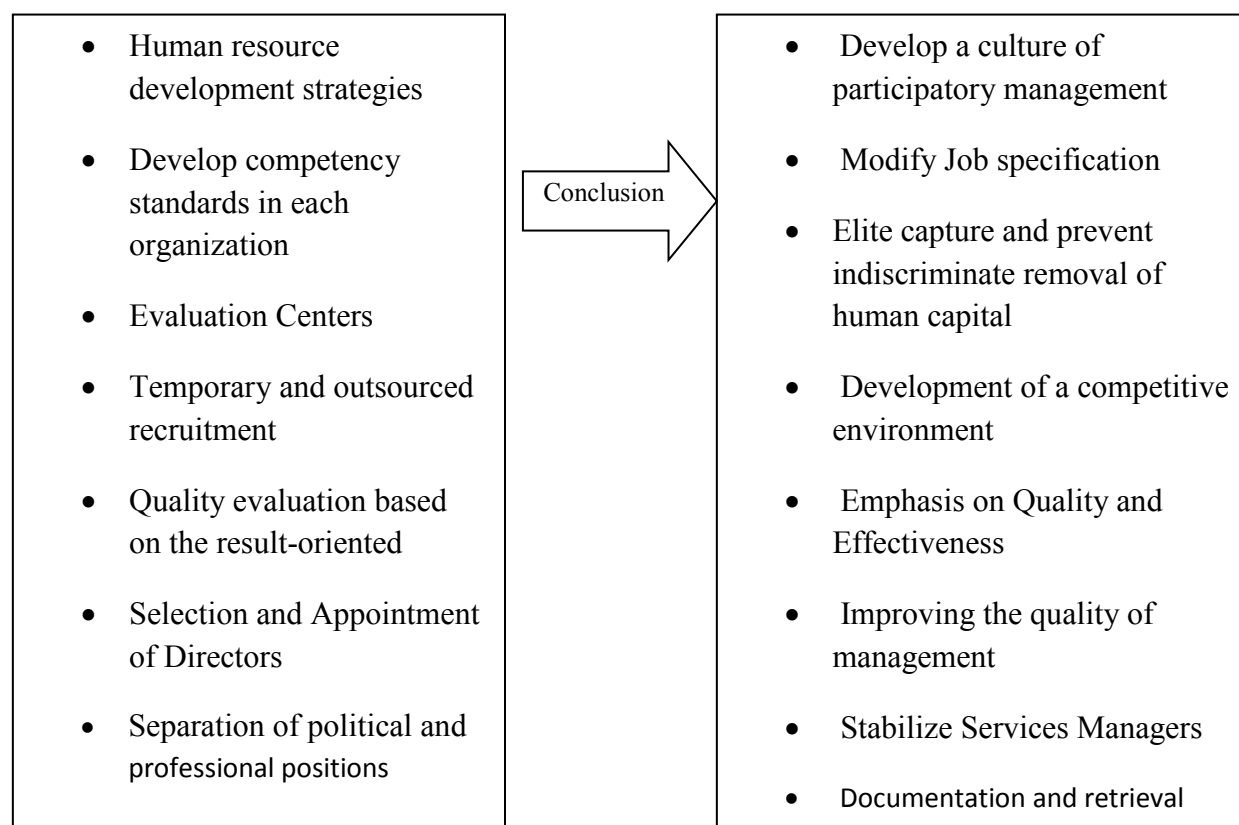 • Human resource
development strategies
• Develop competency
standards in each
organization
• Evaluation Centers
• Temporary and outsourced
recruitment
• Quality evaluation based
on the result-oriented
• Selection and Appointment
of Directors
• Separation of political and
professional positions
Conclusion
• Develop a culture of
participatory management
• Modify Job specification
• Elite capture and prevent
indiscriminate removal of
human capital
• Development of a competitive
environment
• Emphasis on Quality and
Effectiveness
• Improving the quality of
management
• Stabilize Services Managers
• Documentation and retrieval